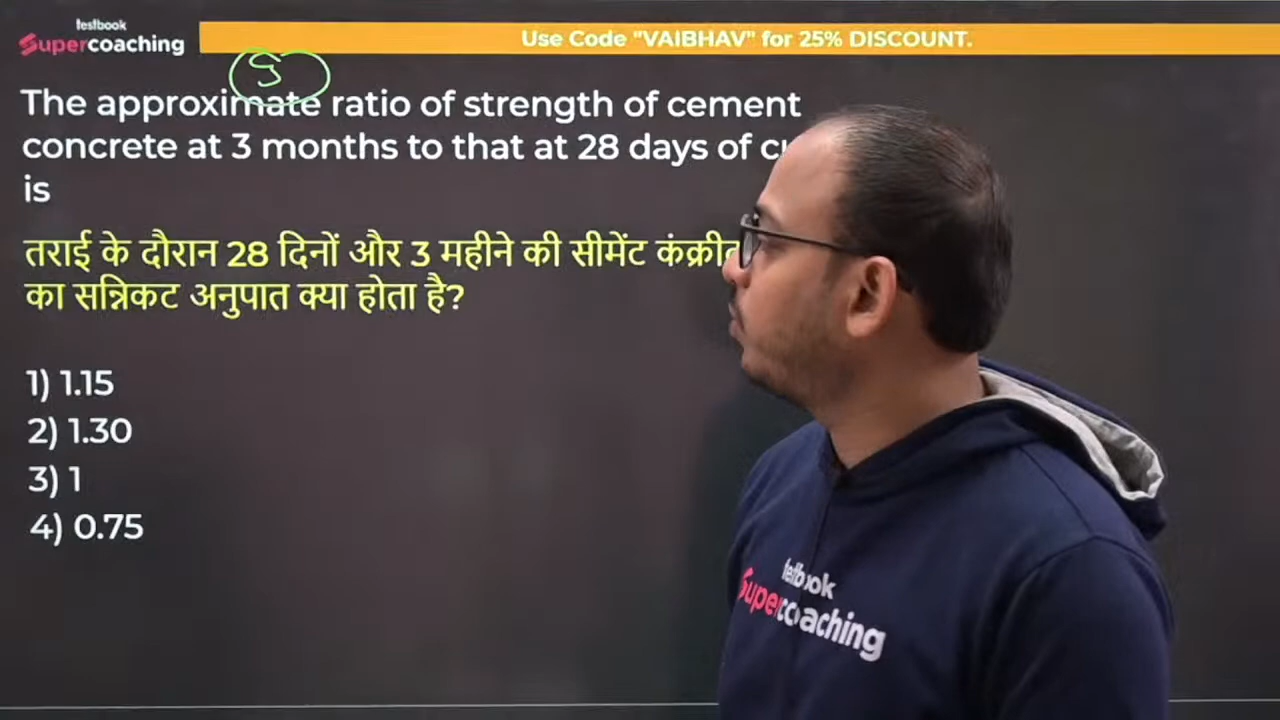 testbook
Supercoaching
Use Code "VAIBHAV" for 25% DISCOUNT.
5
The approximate ratio of strength of cement
concrete at 3 months to that at 28 days of
is
तराई के दौरान 28 दिनों और 3 महीने की सीमेंट
का सन्निकट अनुपात क्या होता है?
1) 1.15
2) 1.30
3) 1
4) 0.75
testbook
Supercoaching